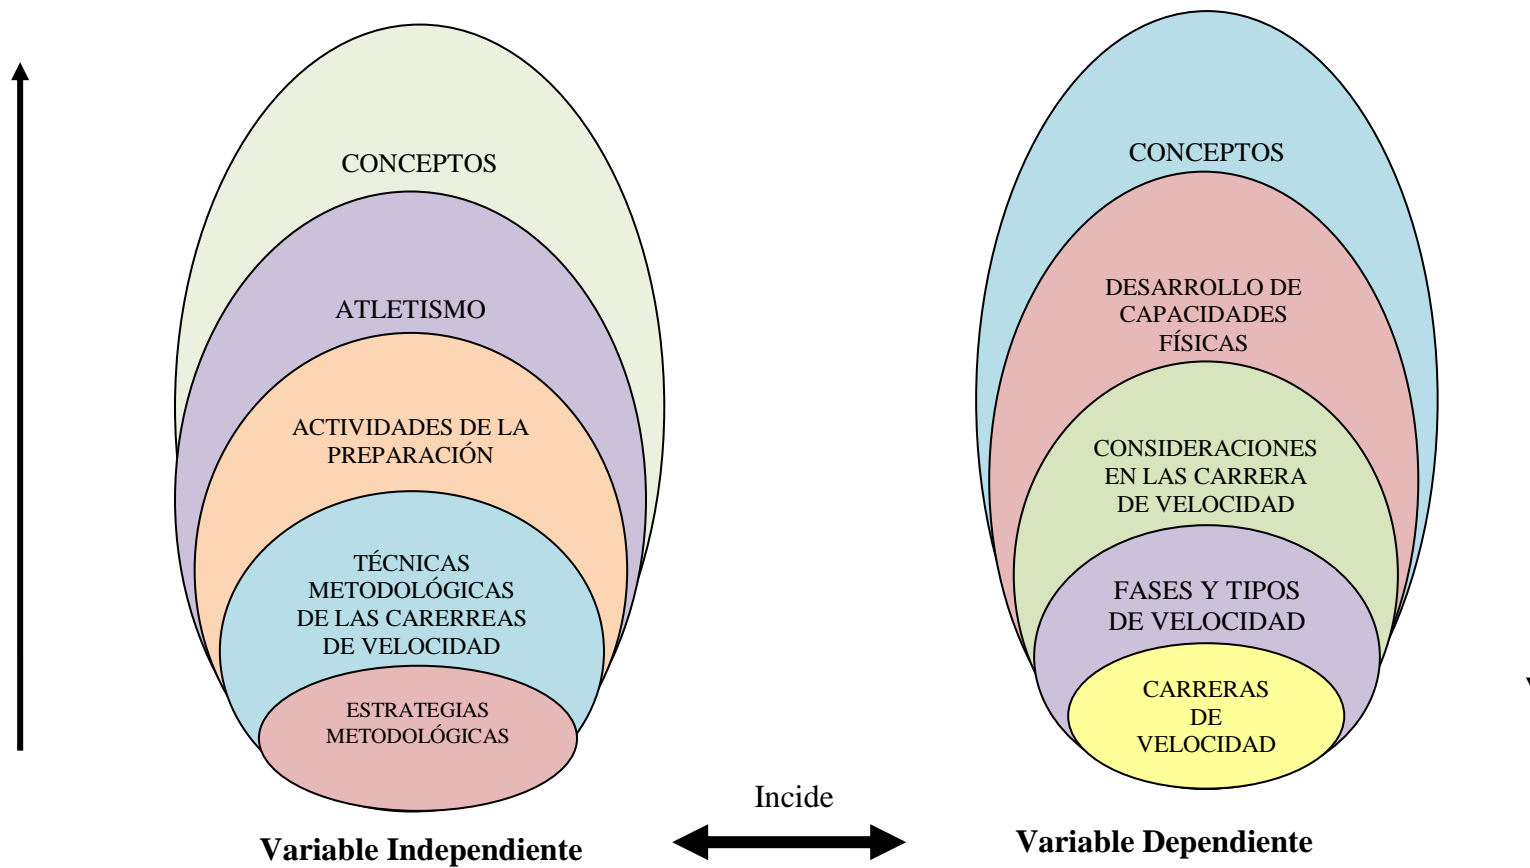 CONCEPTOS
ATLETISMO
ACTIVIDADES DE LA
PREPARACIÓN
TÉCNICAS
METODOLÓGICAS
DE LAS CARERREAS
DE VELOCIDAD
ESTRATEGIAS
METODOLÓGICAS
Variable Independiente
Incide
CONCEPTOS
DESARROLLO DE
CAPACIDADES
FÍSICAS
CONSIDERACIONES
EN LAS CARRERA
DE VELOCIDAD
FASES Y TIPOS
DE VELOCIDAD
CARRERAS
DE
VELOCIDAD
Variable Dependiente